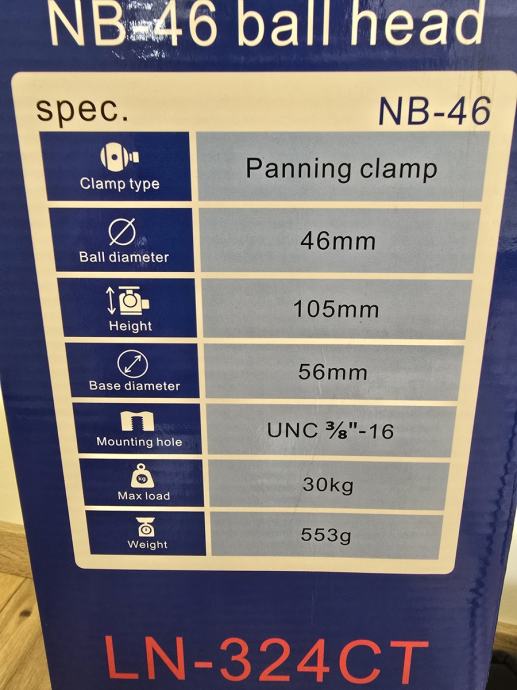 NB-46 ball head
spec. NB-46
Clamp type Panning clamp
Ball diameter 46mm
Height 105mm
Base diameter 56mm
Mounting hole UNC ⅜"-16
kg
Max load 30kg
Weight 553g
LN-324CT